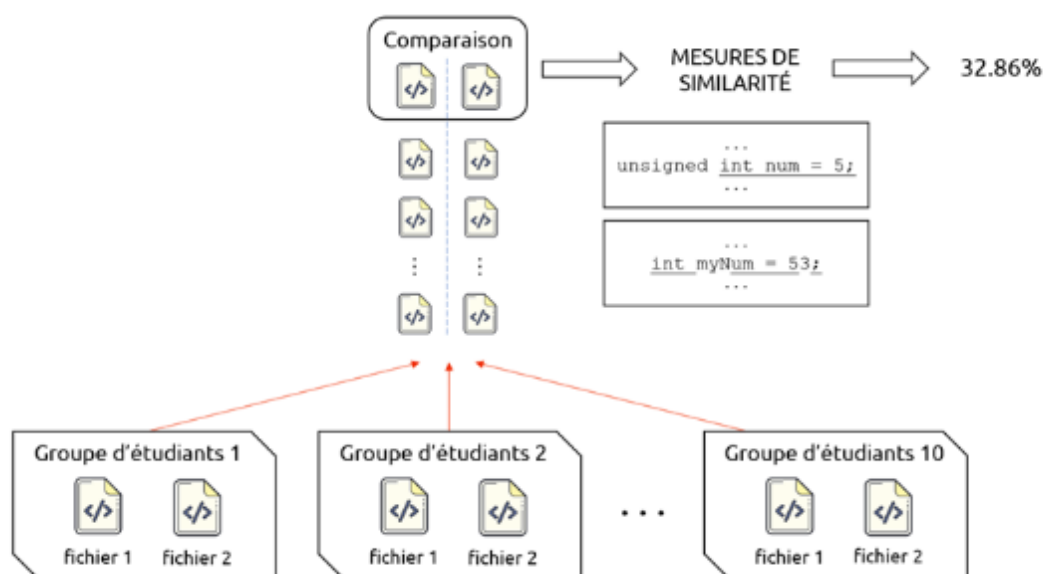 Comparaison
MESURES DE
SIMILARITÉ
32.86%
</>
</>
...
unsigned int num = 5;
...
</>
</>
</>
</>
...
int myNum = 53;
...
</>
</>
Groupe d'étudiants 1
</>
</>
fichier 1
fichier 2
Groupe d'étudiants 2
</>
</>
fichier 1
fichier 2
...
Groupe d'étudiants 10
</>
</>
fichier 1
fichier 2